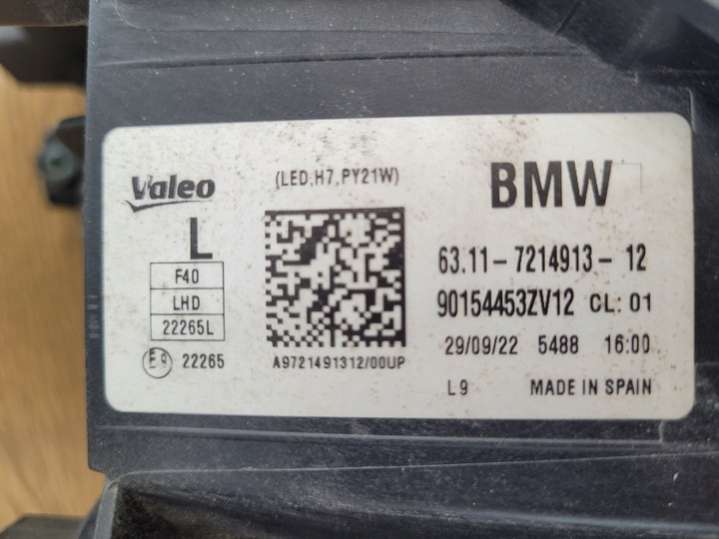 Valeo
(LED,H7,PY21W)
BMW
L
F40
LHD
22265L
E9 22265
A9721491312/00UP
63.11-7214913-12
90154453ZV12 CL: 01
29/09/22 5488 16:00
L9 MADE IN SPAIN